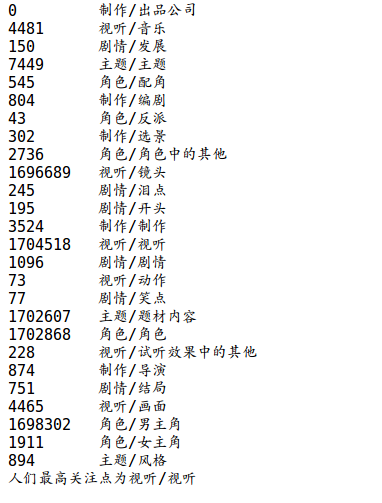 0 制作/出品公司
4481 视听/音乐
150 剧情/发展
7449 主题/主题
545 角色/配角
804 制作/编剧
43 角色/反派
302 制作/选景
2736 角色/角色中的其他
1696689 视听/镜头
245 剧情/泪点
195 剧情/开头
3524 制作/制作
1704518 视听/视听
1096 剧情/剧情
73 视听/动作
77 剧情/笑点
1702607 主题/题材内容
1702868 角色/角色
228 视听/试听效果中的其他
874 制作/导演
751 剧情/结局
4465 视听/画面
1698302 角色/男主角
1911 角色/女主角
894 主题/风格
人们最高关注点为视听/视听